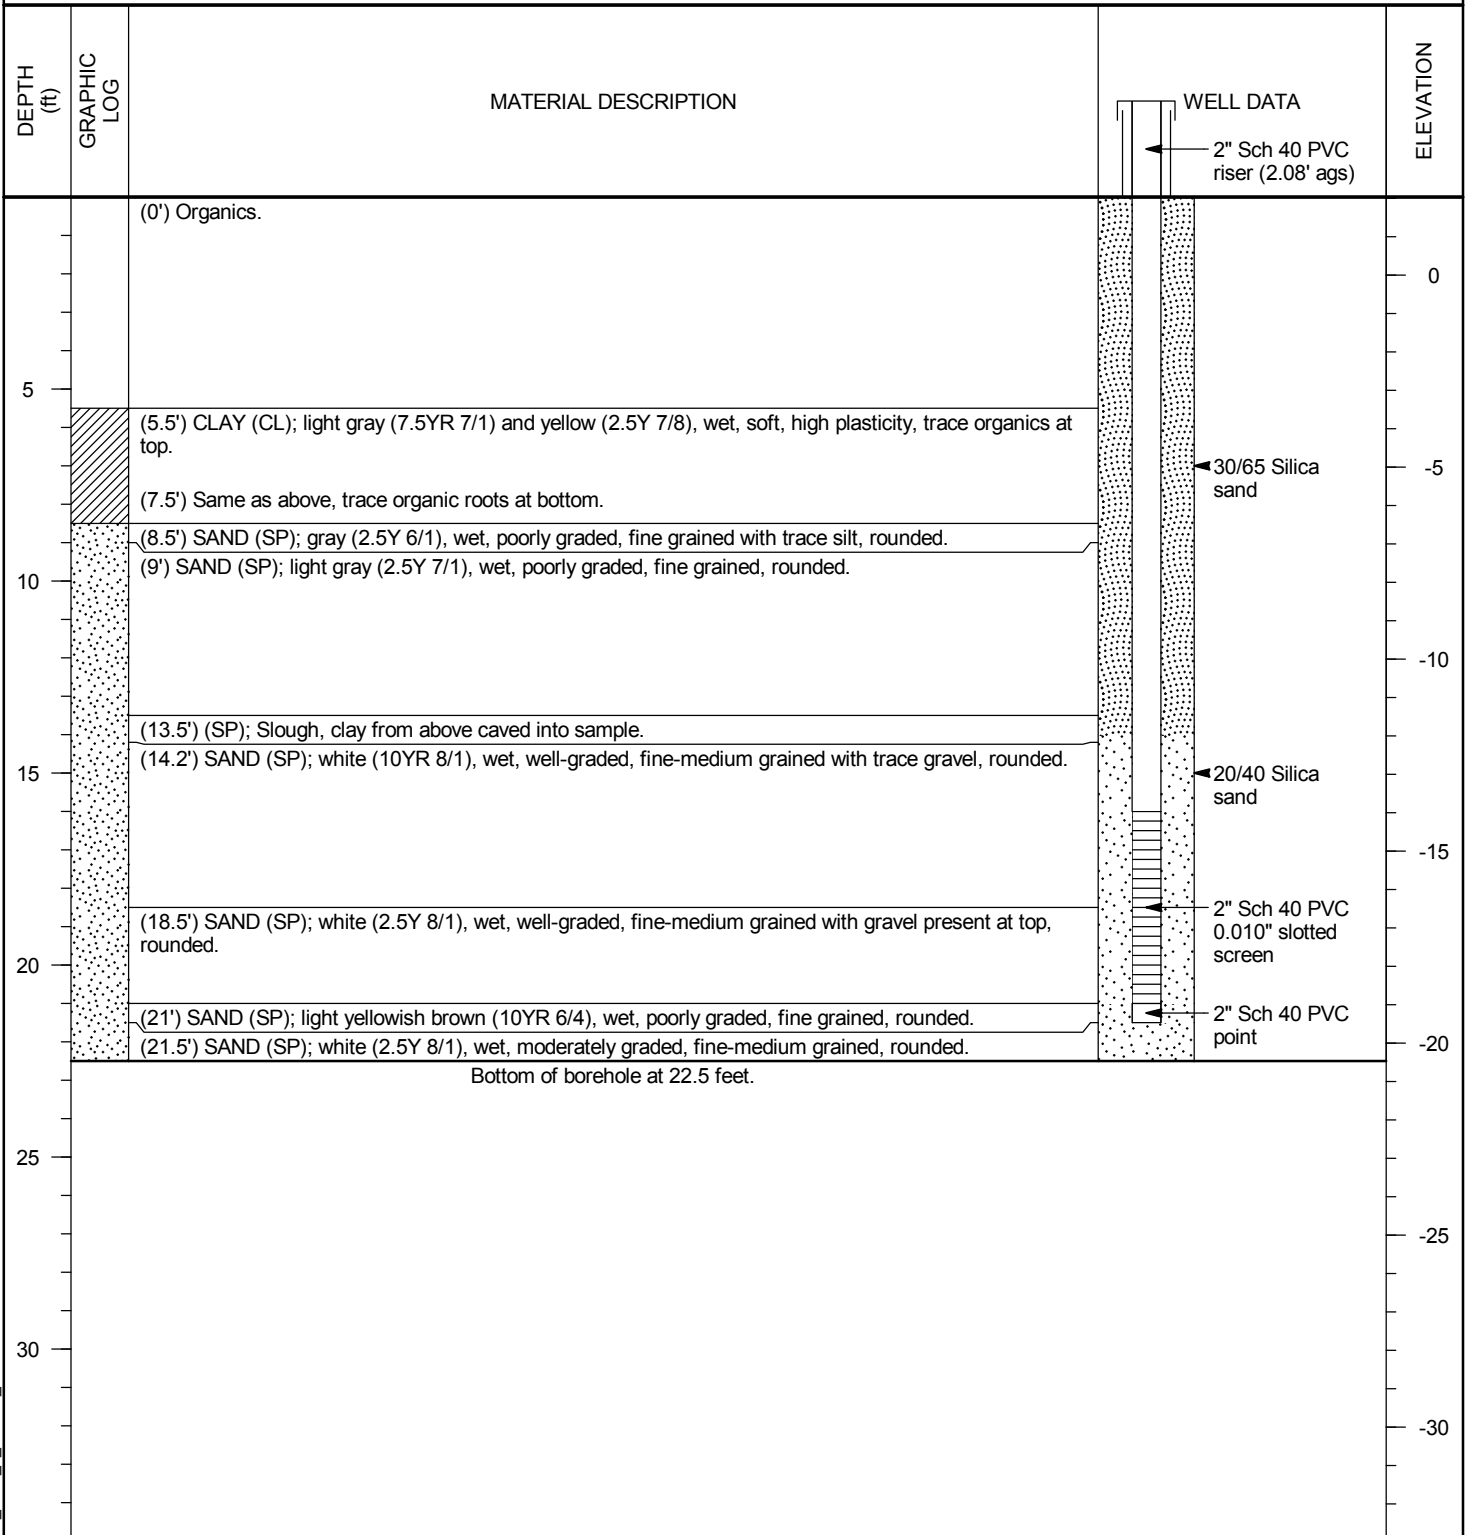 DEPTH
(ft)
GRAPHIC
LOG
MATERIAL DESCRIPTION
WELL DATA
ELEVATION
2" Sch 40 PVC
riser (2.08' ags)
(0') Organics.
0
5
(5.5') CLAY (CL); light gray (7.5YR 7/1) and yellow (2.5Y 7/8), wet, soft, high plasticity, trace organics at
top.
30/65 Silica
sand
-5
(7.5') Same as above, trace organic roots at bottom.
(8.5') SAND (SP); gray (2.5Y 6/1), wet, poorly graded, fine grained with trace silt, rounded.
(9') SAND (SP); light gray (2.5Y 7/1), wet, poorly graded, fine grained, rounded.
10
-10
(13.5') (SP); Slough, clay from above caved into sample.
(14.2') SAND (SP); white (10YR 8/1), wet, well-graded, fine-medium grained with trace gravel, rounded.
15
20/40 Silica
sand
-15
(18.5') SAND (SP); white (2.5Y 8/1), wet, well-graded, fine-medium grained with gravel present at top,
rounded.
2" Sch 40 PVC
0.010" slotted
screen
20
(21') SAND (SP); light yellowish brown (10YR 6/4), wet, poorly graded, fine grained, rounded.
2" Sch 40 PVC
point
(21.5') SAND (SP); white (2.5Y 8/1), wet, moderately graded, fine-medium grained, rounded.
-20
Bottom of borehole at 22.5 feet.
25
-25
30
-30